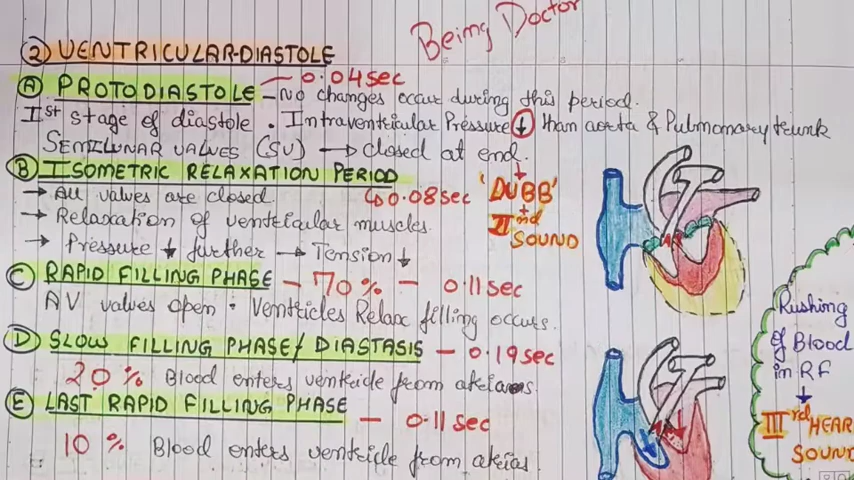 Being Doctor
② VENTRICULAR-DIASTOLE
Ⓐ PROTODIASTOLE — 0.04sec
– No changes occur during this period.
Ist stage of diastole . Intraventricular Pressure ↓ than aorta & Pulmonary trunk
SEMILUNAR VALVES (SV) → closed at end.
Ⓑ ISOMETRIC RELAXATION PERIOD
↳ 0.08sec
'DUBB'
+
IInd
SOUND
→ All valves are closed.
→ Relaxation of ventricular muscles.
→ Pressure ↓ further → Tension ↓
Ⓒ RAPID FILLING PHASE – 70% – 0.11sec
AV valves open . Ventricles Relax filling occurs.
Ⓓ SLOW FILLING PHASE/ DIASTASIS – 0.19sec
20% Blood enters ventricle from atrias.
Ⓔ LAST RAPID FILLING PHASE – 0.11sec
10% Blood enters ventricle from atrias
Rushing
of Blood
in RF
↓
IIIrd HEAR
SOUND